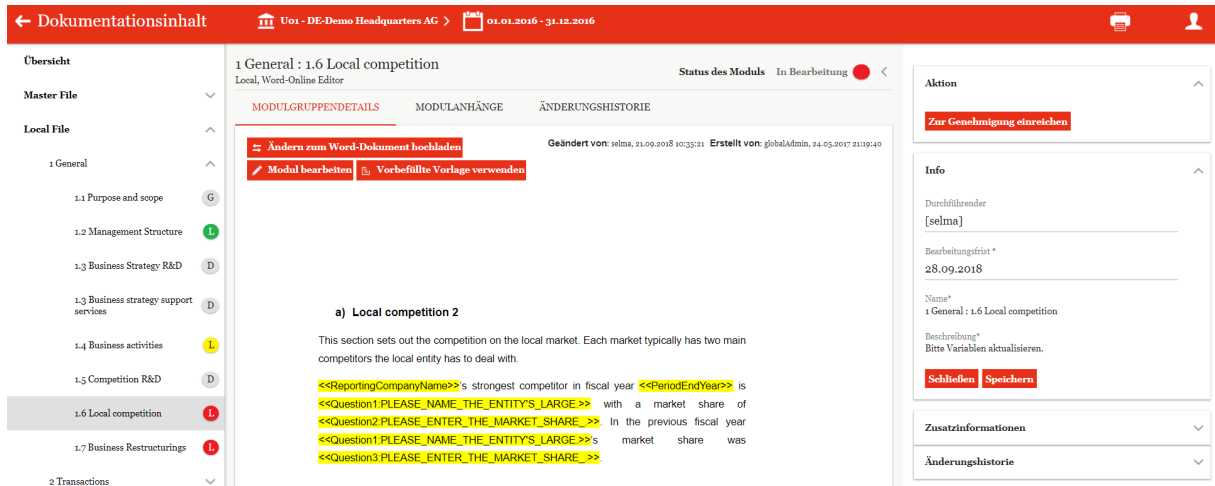 Dokumentationsinhalt
U01 - DE-Demo Headquarters AG > 01.01.2016 - 31.12.2016
Übersicht
Master File
Local File
1 General
1.1 Purpose and scope G
1.2 Management Structure L
1.3 Business Strategy R&D D
1.3 Business strategy support
services D
1.4 Business activities L
1.5 Competition R&D D
1.6 Local competition L
1.7 Business Restructurings L
2 Transactions
1 General : 1.6 Local competition
Local, Word-Online Editor
Status des Moduls In Bearbeitung
MODULGRUPPENDETAILS MODULANHÄNGE ÄNDERUNGSHISTORIE
Ändern zum Word-Dokument hochladen
Geändert von: selma, 21.09.2018 10:35:21 Erstellt von: globalAdmin, 24.05.2017 21:19:40
Modul bearbeiten Vorbefüllte Vorlage verwenden
a) Local competition 2
This section sets out the competition on the local market. Each market typically has two main
competitors the local entity has to deal with.
<<ReportingCompanyName>>'s strongest competitor in fiscal year <<PeriodEndYear>> is
<<Question1:PLEASE_NAME_THE_ENTITY'S_LARGE.>> with a market share of
<<Question2:PLEASE_ENTER_THE_MARKET_SHARE_.>>. In the previous fiscal year
<<Question1:PLEASE_NAME_THE_ENTITY'S_LARGE.>>'s market share was
<<Question3:PLEASE_ENTER_THE_MARKET_SHARE_.>>.
Aktion
Zur Genehmigung einreichen
Info
Durchführender
[selma]
Bearbeitungsfrist *
28.09.2018
Name*
1 General : 1.6 Local competition
Beschreibung*
Bitte Variablen aktualisieren.
Schließen Speichern
Zusatzinformationen
Änderungshistorie